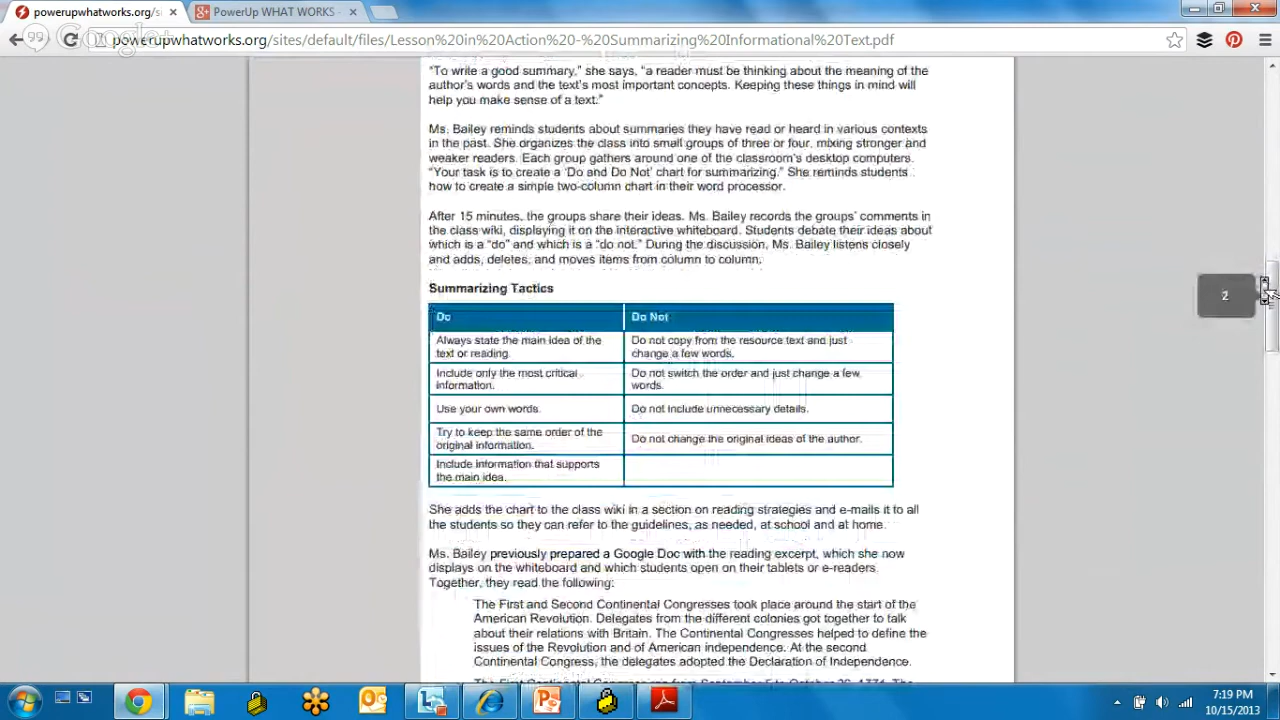 powerupwhatworks.org/si
PowerUp WHAT WORKS -
99 Google+
powerupwhatworks.org/sites/default/files/Lesson%20in%20Action%20-%20Summarizing%20Informational%20Text.pdf
“To write a good summary,” she says, “a reader must be thinking about the meaning of the
author’s words and the text’s most important concepts. Keeping these things in mind will
help you make sense of a text.”
Ms. Bailey reminds students about summaries they have read or heard in various contexts
in the past. She organizes the class into small groups of three or four, mixing stronger and
weaker readers. Each group gathers around one of the classroom’s desktop computers.
“Your task is to create a ‘Do and Do Not’ chart for summarizing.” She reminds students
how to create a simple two-column chart in their word processor.
After 15 minutes, the groups share their ideas. Ms. Bailey records the groups’ comments in
the class wiki, displaying it on the interactive whiteboard. Students debate their ideas about
which is a “do” and which is a “do not.” During the discussion, Ms. Bailey listens closely
and adds, deletes, and moves items from column to column.
Summarizing Tactics
Do
Do Not
Always state the main idea of the
text or reading.
Do not copy from the resource text and just
change a few words.
Include only the most critical
information.
Do not switch the order and just change a few
words.
Use your own words.
Do not include unnecessary details.
Try to keep the same order of the
original information.
Do not change the original ideas of the author.
Include information that supports
the main idea.
2
She adds the chart to the class wiki in a section on reading strategies and e-mails it to all
the students so they can refer to the guidelines, as needed, at school and at home.
Ms. Bailey previously prepared a Google Doc with the reading excerpt, which she now
displays on the whiteboard and which students open on their tablets or e-readers.
Together, they read the following:
The First and Second Continental Congresses took place around the start of the
American Revolution. Delegates from the different colonies got together to talk
about their relations with Britain. The Continental Congresses helped to define the
issues of the Revolution and of American independence. At the second
Continental Congress, the delegates adopted the Declaration of Independence.
The First Continental Congress ran from September 5 to October 26, 1774. The
7:19 PM
10/15/2013